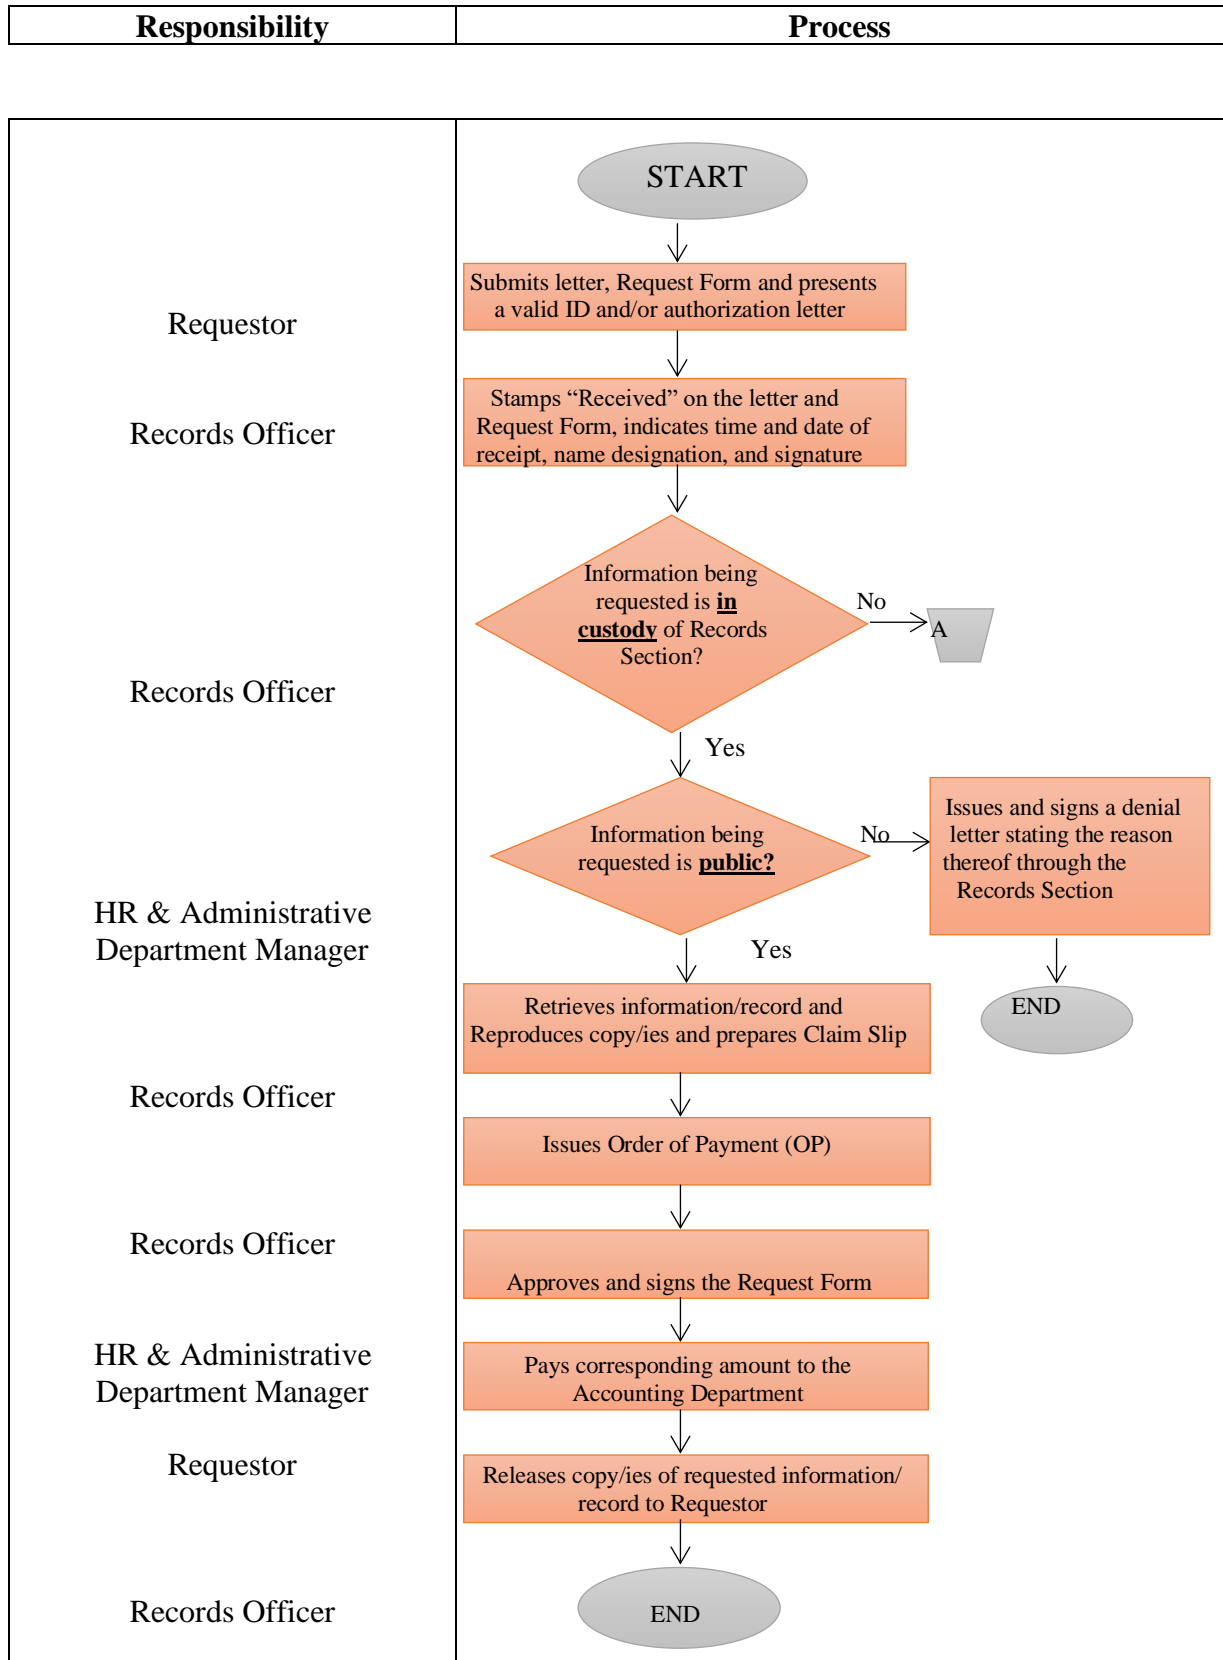 Responsibility
Process
START
Requestor
Submits letter, Request Form and presents
a valid ID and/or authorization letter
Records Officer
Stamps “Received” on the letter and
Request Form, indicates time and date of
receipt, name designation, and signature
Records Officer
Information being
requested is in
custody of Records
Section?
No
A
Yes
HR & Administrative
Department Manager
Information being
requested is public?
No
Issues and signs a denial
letter stating the reason
thereof through the
Records Section
END
Yes
Records Officer
Retrieves information/record and
Reproduces copy/ies and prepares Claim Slip
Records Officer
Issues Order of Payment (OP)
HR & Administrative
Department Manager
Approves and signs the Request Form
Requestor
Pays corresponding amount to the
Accounting Department
Records Officer
Releases copy/ies of requested information/
record to Requestor
END